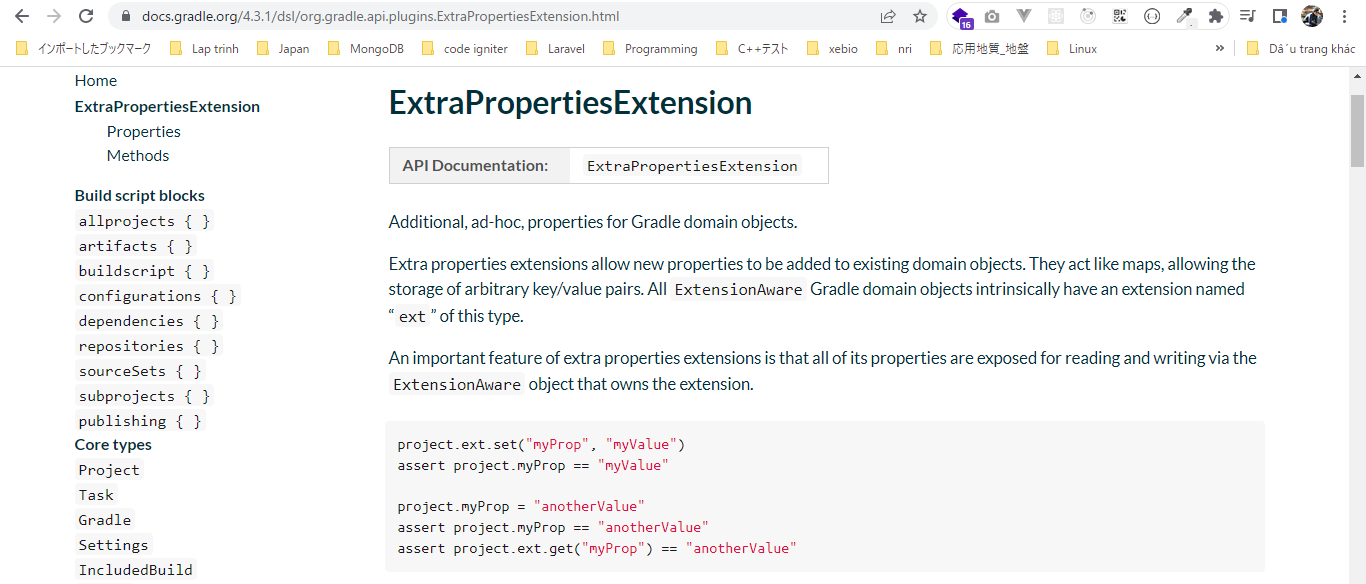 docs.gradle.org/4.3.1/dsl/org.gradle.api.plugins.ExtraPropertiesExtension.html
16
インポートしたブックマーク Lap trinh Japan MongoDB code igniter Laravel Programming C++テスト xebio nri 応用地質_地盤 Linux » Dấu trang khác
Home
ExtraPropertiesExtension
Properties
Methods
Build script blocks
allprojects { }
artifacts { }
buildscript { }
configurations { }
dependencies { }
repositories { }
sourceSets { }
subprojects { }
publishing { }
Core types
Project
Task
Gradle
Settings
IncludedBuild
ExtraPropertiesExtension
API Documentation: ExtraPropertiesExtension
Additional, ad-hoc, properties for Gradle domain objects.
Extra properties extensions allow new properties to be added to existing domain objects. They act like maps, allowing the
storage of arbitrary key/value pairs. All ExtensionAware Gradle domain objects intrinsically have an extension named
“ ext ” of this type.
An important feature of extra properties extensions is that all of its properties are exposed for reading and writing via the
ExtensionAware object that owns the extension.
project.ext.set("myProp", "myValue")
assert project.myProp == "myValue"
project.myProp = "anotherValue"
assert project.myProp == "anotherValue"
assert project.ext.get("myProp") == "anotherValue"